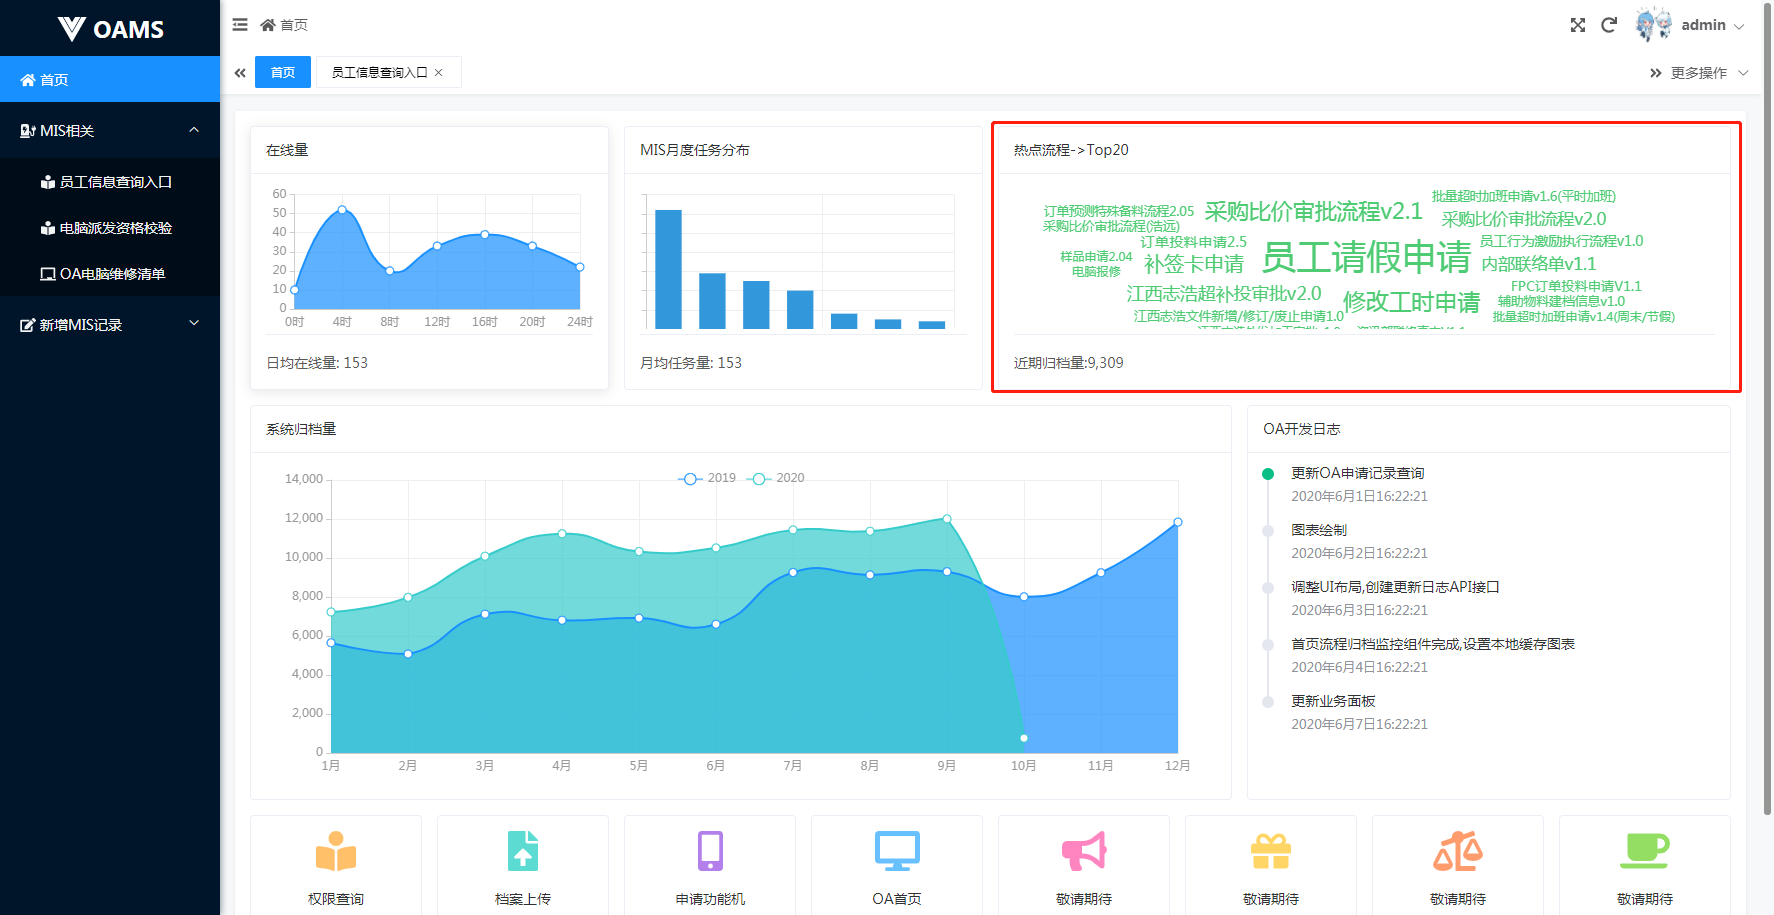 OAMS
首页
MIS相关
员工信息查询入口
电脑派发资格校验
OA电脑维修清单
新增MIS记录
首页
admin
首页
员工信息查询入口
更多操作
在线量
60
50
40
30
20
10
0
0时 4时 8时 12时 16时 20时 24时
日均在线量: 153
MIS月度任务分布
月均任务量: 153
热点流程->Top20
批量超时加班申请v1.6(平时加班)
订单预测特殊备料流程2.05
采购比价审批流程v2.1
采购比价审批流程v2.0
采购比价审批流程(浩远)
订单投料申请2.5
员工请假申请
员工行为激励执行流程v1.0
样品申请2.04
补签卡申请
内部联络单v1.1
电脑报修
FPC订单投料申请V1.1
江西志浩超补投审批v2.0
修改工时申请
辅助物料建档信息v1.0
江西志浩文件新增/修订/废止申请1.0
批量超时加班申请v1.4(周末/节假)
近期归档量:9,309
系统归档量
2019 2020
14,000
12,000
10,000
8,000
6,000
4,000
2,000
0
1月 2月 3月 4月 5月 6月 7月 8月 9月 10月 11月 12月
OA开发日志
更新OA申请记录查询
2020年6月1日16:22:21
图表绘制
2020年6月2日16:22:21
调整UI布局,创建更新日志API接口
2020年6月3日16:22:21
首页流程归档监控组件完成,设置本地缓存图表
2020年6月4日16:22:21
更新业务面板
2020年6月7日16:22:21
权限查询
档案上传
申请功能机
OA首页
敬请期待
敬请期待
敬请期待
敬请期待